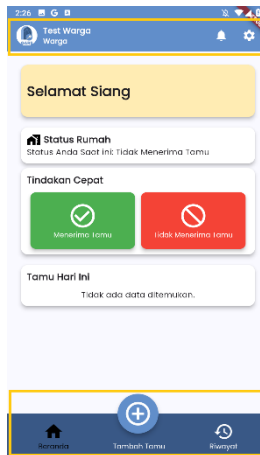 2:26
Test Warga
Warga
Selamat Siang
Status Rumah
Status Anda Saat ini: Tidak Menerima Tamu
Tindakan Cepat
Menerima Tamu
Tidak Menerima Tamu
Tamu Hari Ini
Tidak ada data ditemukan.
Beranda
Tambah Tamu
Riwayat